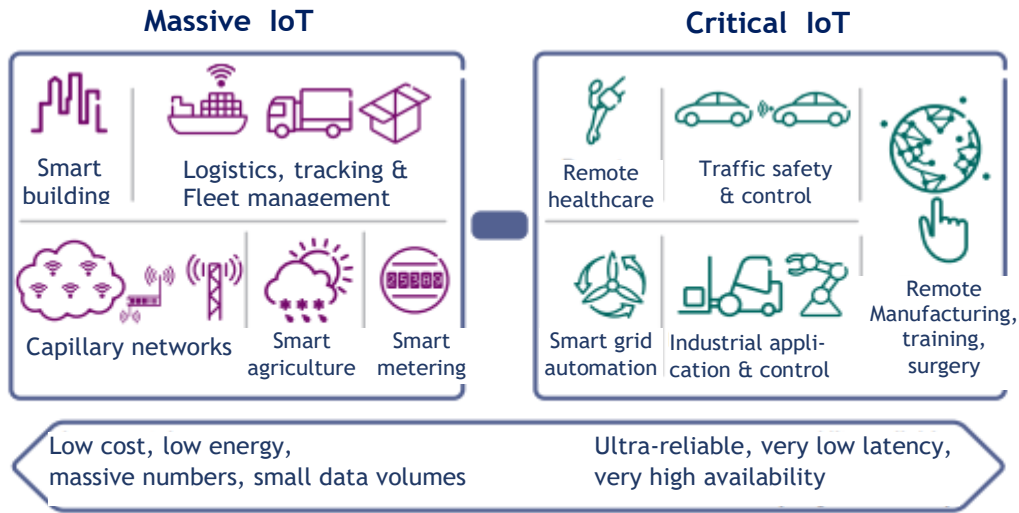 Massive IoT
Critical IoT
Smart
building
Logistics, tracking &
Fleet management
Capillary networks
Smart
agriculture
25380
Smart
metering
Remote
healthcare
Traffic safety
& control
Smart grid
automation
Industrial appli-
cation & control
Remote
Manufacturing,
training,
surgery
Low cost, low energy,
massive numbers, small data volumes
Ultra-reliable, very low latency,
very high availability